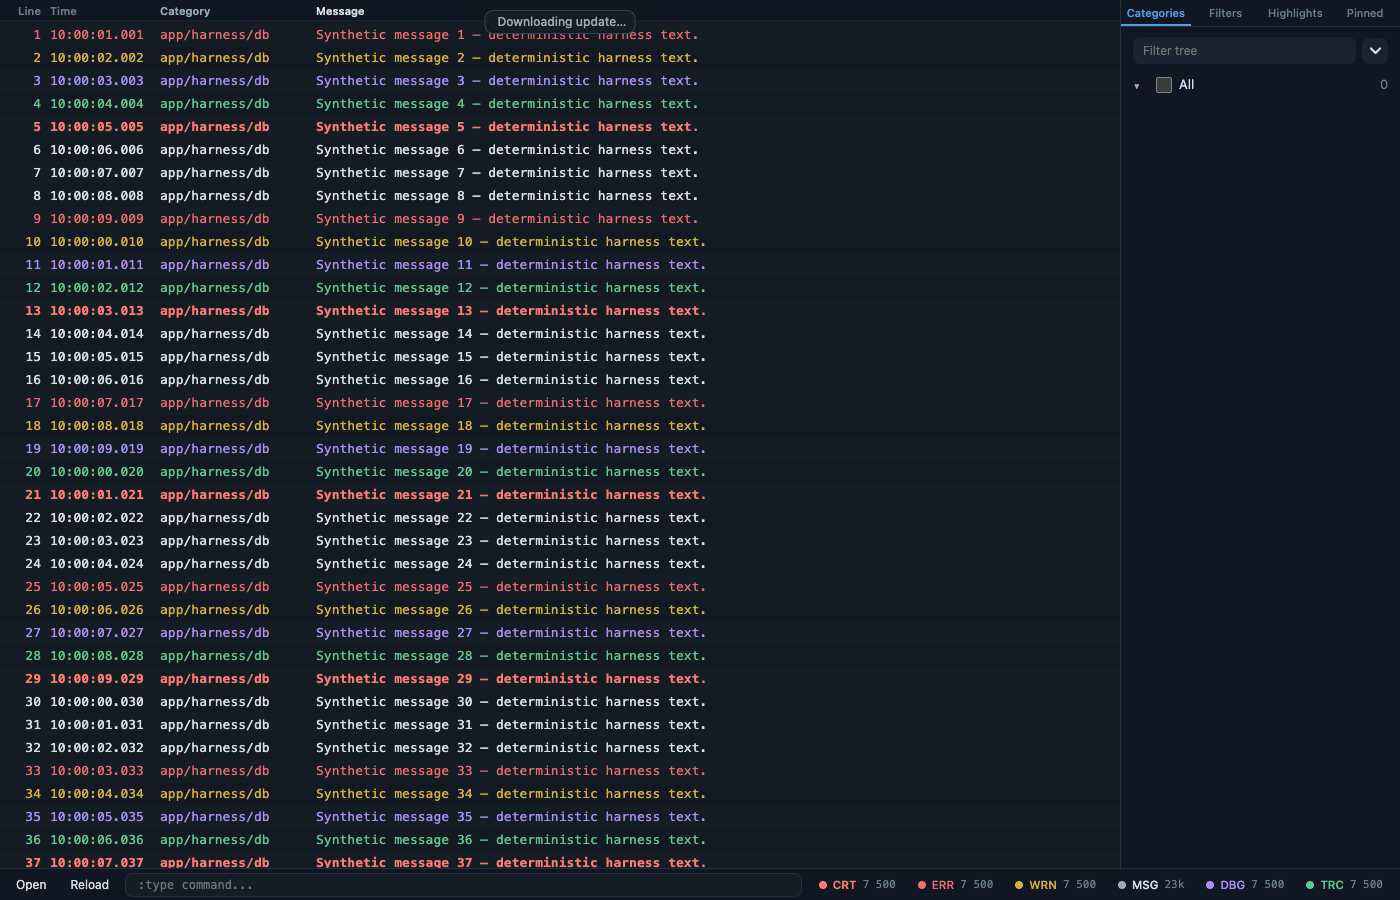 Line Time Category Message
Downloading update...
1 10:00:01.001 app/harness/db Synthetic message 1 — deterministic harness text.
2 10:00:02.002 app/harness/db Synthetic message 2 — deterministic harness text.
3 10:00:03.003 app/harness/db Synthetic message 3 — deterministic harness text.
4 10:00:04.004 app/harness/db Synthetic message 4 — deterministic harness text.
5 10:00:05.005 app/harness/db Synthetic message 5 — deterministic harness text.
6 10:00:06.006 app/harness/db Synthetic message 6 — deterministic harness text.
7 10:00:07.007 app/harness/db Synthetic message 7 — deterministic harness text.
8 10:00:08.008 app/harness/db Synthetic message 8 — deterministic harness text.
9 10:00:09.009 app/harness/db Synthetic message 9 — deterministic harness text.
10 10:00:00.010 app/harness/db Synthetic message 10 — deterministic harness text.
11 10:00:01.011 app/harness/db Synthetic message 11 — deterministic harness text.
12 10:00:02.012 app/harness/db Synthetic message 12 — deterministic harness text.
13 10:00:03.013 app/harness/db Synthetic message 13 — deterministic harness text.
14 10:00:04.014 app/harness/db Synthetic message 14 — deterministic harness text.
15 10:00:05.015 app/harness/db Synthetic message 15 — deterministic harness text.
16 10:00:06.016 app/harness/db Synthetic message 16 — deterministic harness text.
17 10:00:07.017 app/harness/db Synthetic message 17 — deterministic harness text.
18 10:00:08.018 app/harness/db Synthetic message 18 — deterministic harness text.
19 10:00:09.019 app/harness/db Synthetic message 19 — deterministic harness text.
20 10:00:00.020 app/harness/db Synthetic message 20 — deterministic harness text.
21 10:00:01.021 app/harness/db Synthetic message 21 — deterministic harness text.
22 10:00:02.022 app/harness/db Synthetic message 22 — deterministic harness text.
23 10:00:03.023 app/harness/db Synthetic message 23 — deterministic harness text.
24 10:00:04.024 app/harness/db Synthetic message 24 — deterministic harness text.
25 10:00:05.025 app/harness/db Synthetic message 25 — deterministic harness text.
26 10:00:06.026 app/harness/db Synthetic message 26 — deterministic harness text.
27 10:00:07.027 app/harness/db Synthetic message 27 — deterministic harness text.
28 10:00:08.028 app/harness/db Synthetic message 28 — deterministic harness text.
29 10:00:09.029 app/harness/db Synthetic message 29 — deterministic harness text.
30 10:00:00.030 app/harness/db Synthetic message 30 — deterministic harness text.
31 10:00:01.031 app/harness/db Synthetic message 31 — deterministic harness text.
32 10:00:02.032 app/harness/db Synthetic message 32 — deterministic harness text.
33 10:00:03.033 app/harness/db Synthetic message 33 — deterministic harness text.
34 10:00:04.034 app/harness/db Synthetic message 34 — deterministic harness text.
35 10:00:05.035 app/harness/db Synthetic message 35 — deterministic harness text.
36 10:00:06.036 app/harness/db Synthetic message 36 — deterministic harness text.
37 10:00:07.037 app/harness/db Synthetic message 37 — deterministic harness text.
Categories Filters Highlights Pinned
Filter tree
All 0
Open Reload :type command... CRT 7 500 ERR 7 500 WRN 7 500 MSG 23k DBG 7 500 TRC 7 500